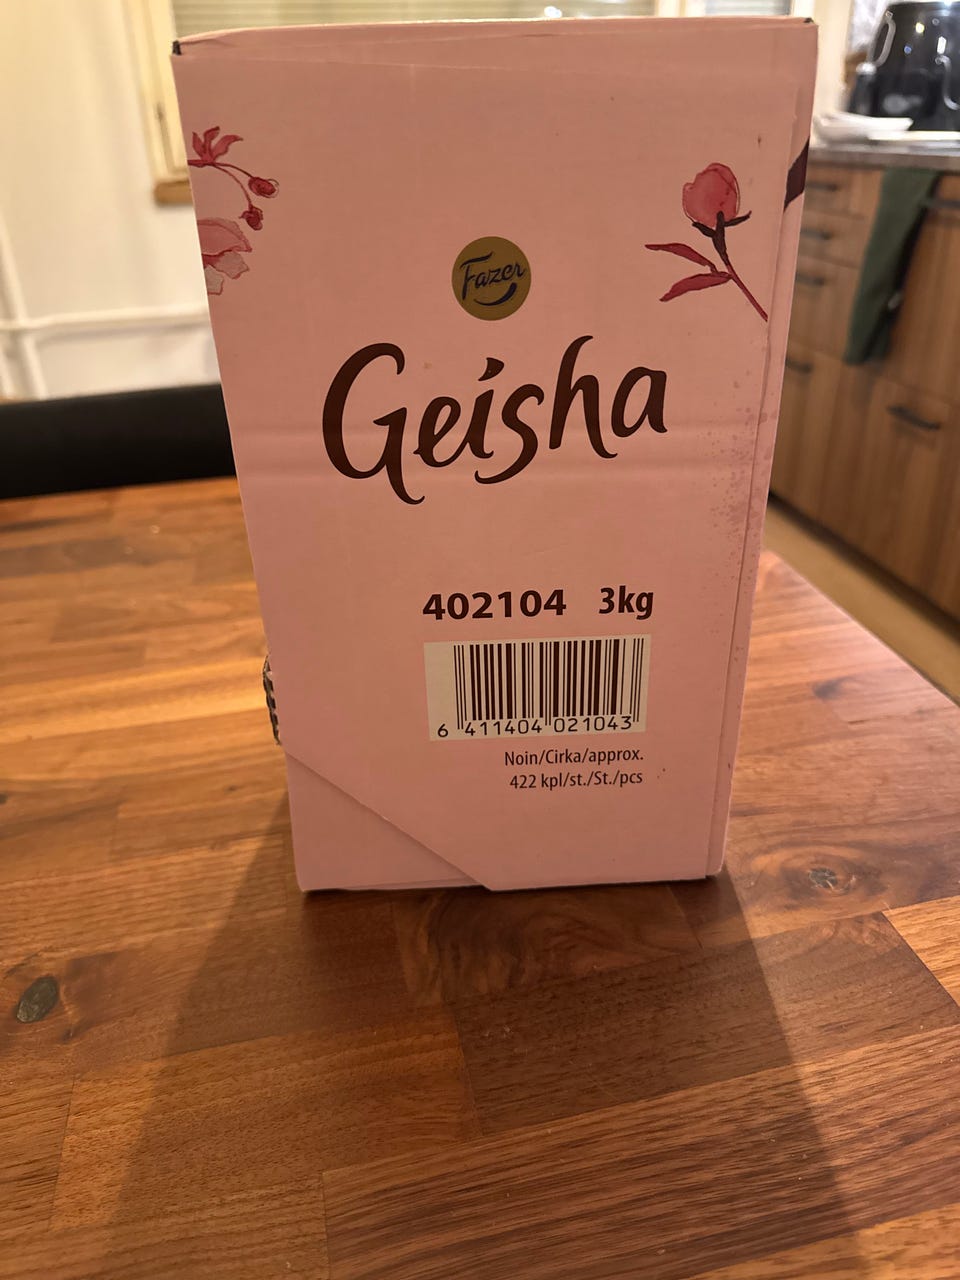 Fazer
Geisha
402104 3kg
6 411404 021043
Noin/Cirka/approx.
422 kpl/st./St./pcs